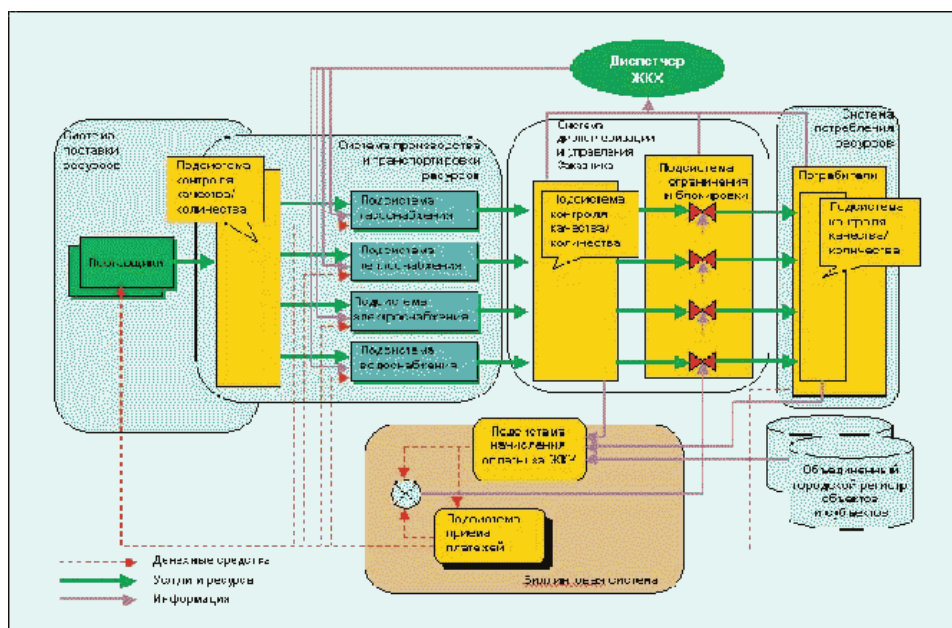 Диспетчер
ЖКХ
Система
поставки
ресурсов
Подсистема
контроля
качества/
количества
Поставщики
Система производства
и транспортировки
ресурсов
Подсистема
газоснабжения
Подсистема
теплоснабжения
Подсистема
электроснабжения
Подсистема
водоснабжения
Система
диспетчеризации
и управления
Заказчика
Подсистема
контроля
качества/
количества
Подсистема
ограничения
и блокировки
Система
потребления
ресурсов
Потребители
Подсистема
контроля
качества/
количества
Подсистема
начисления
оплаты за ЖКУ
Подсистема
приема
платежей
Биллинговая система
Объединенный
городской регистр
объектов
и субъектов
Денежные средства
Услуги и ресурсы
Информация